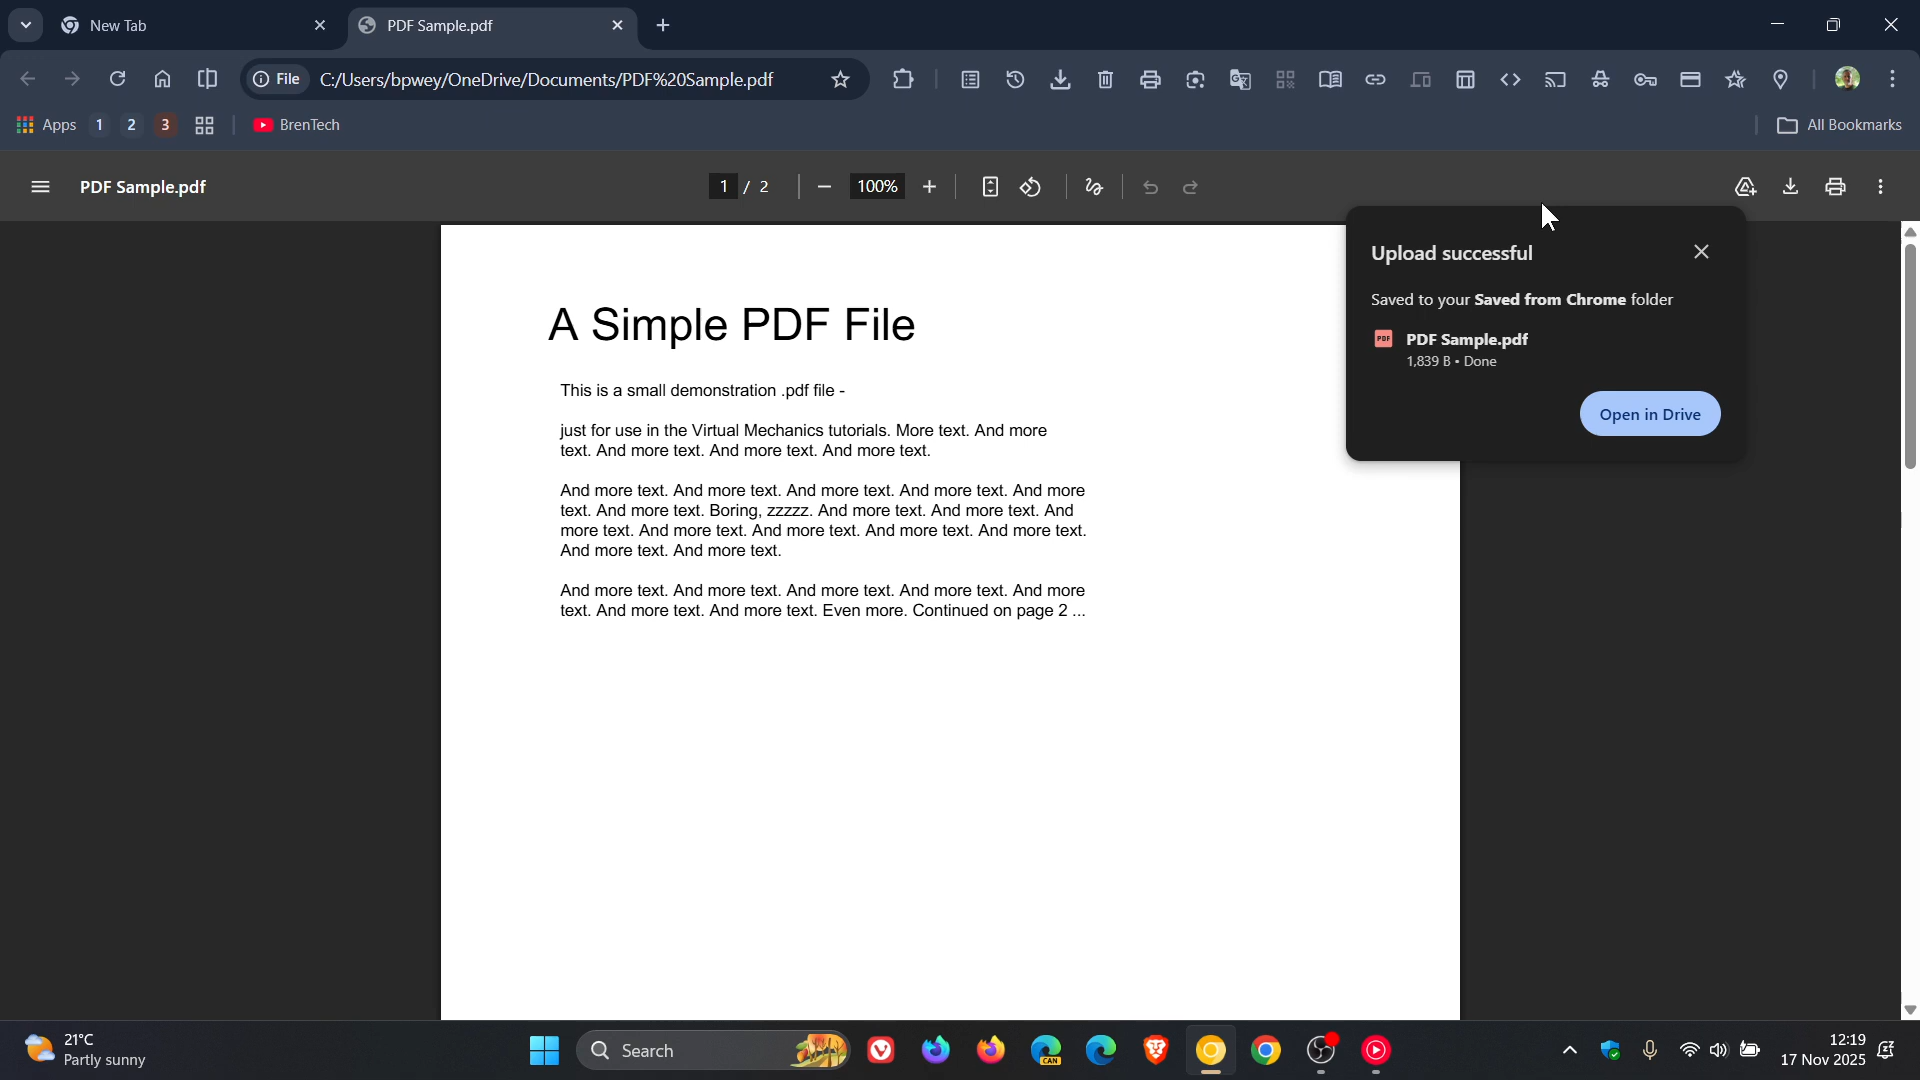 New Tab
PDF Sample.pdf
File
C:/Users/bpwey/OneDrive/Documents/PDF%20Sample.pdf
Apps
1
2
3
BrenTech
All Bookmarks
PDF Sample.pdf
1 / 2
100%
Upload successful
Saved to your Saved from Chrome folder
PDF
PDF Sample.pdf
1,839 B • Done
Open in Drive
A Simple PDF File
This is a small demonstration .pdf file -
just for use in the Virtual Mechanics tutorials. More text. And more
text. And more text. And more text. And more text.
And more text. And more text. And more text. And more text. And more
text. And more text. Boring, zzzzz. And more text. And more text. And
more text. And more text. And more text. And more text. And more text.
And more text. And more text.
And more text. And more text. And more text. And more text. And more
text. And more text. And more text. Even more. Continued on page 2 ...
21°C
Partly sunny
Search
CAN
12:19
17 Nov 2025